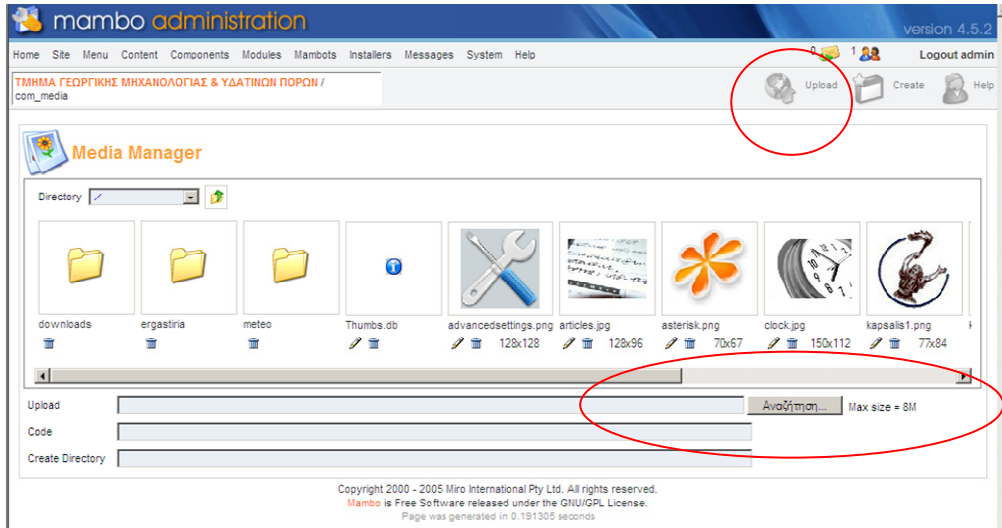 mambo administration
version 4.5.2
Home Site Menu Content Components Modules Mambots Installers Messages System Help
0 1 Logout admin
ΤΜΗΜΑ ΓΕΩΡΓΙΚΗΣ ΜΗΧΑΝΟΛΟΓΙΑΣ & ΥΔΑΤΙΝΩΝ ΠΟΡΩΝ /
com_media
Upload Create Help
Media Manager
Directory /
downloads ergastiria meteo Thumbs.db advancedsettings.png articles.jpg asterisk.png clock.jpg kapsalis1.png
128x128 128x96 70x67 150x112 77x84
Upload Αναζήτηση... Max size = 8M
Code
Create Directory
Copyright 2000 - 2005 Miro International Pty Ltd. All rights reserved.
Mambo is Free Software released under the GNU/GPL License.
Page was generated in 0.191305 seconds